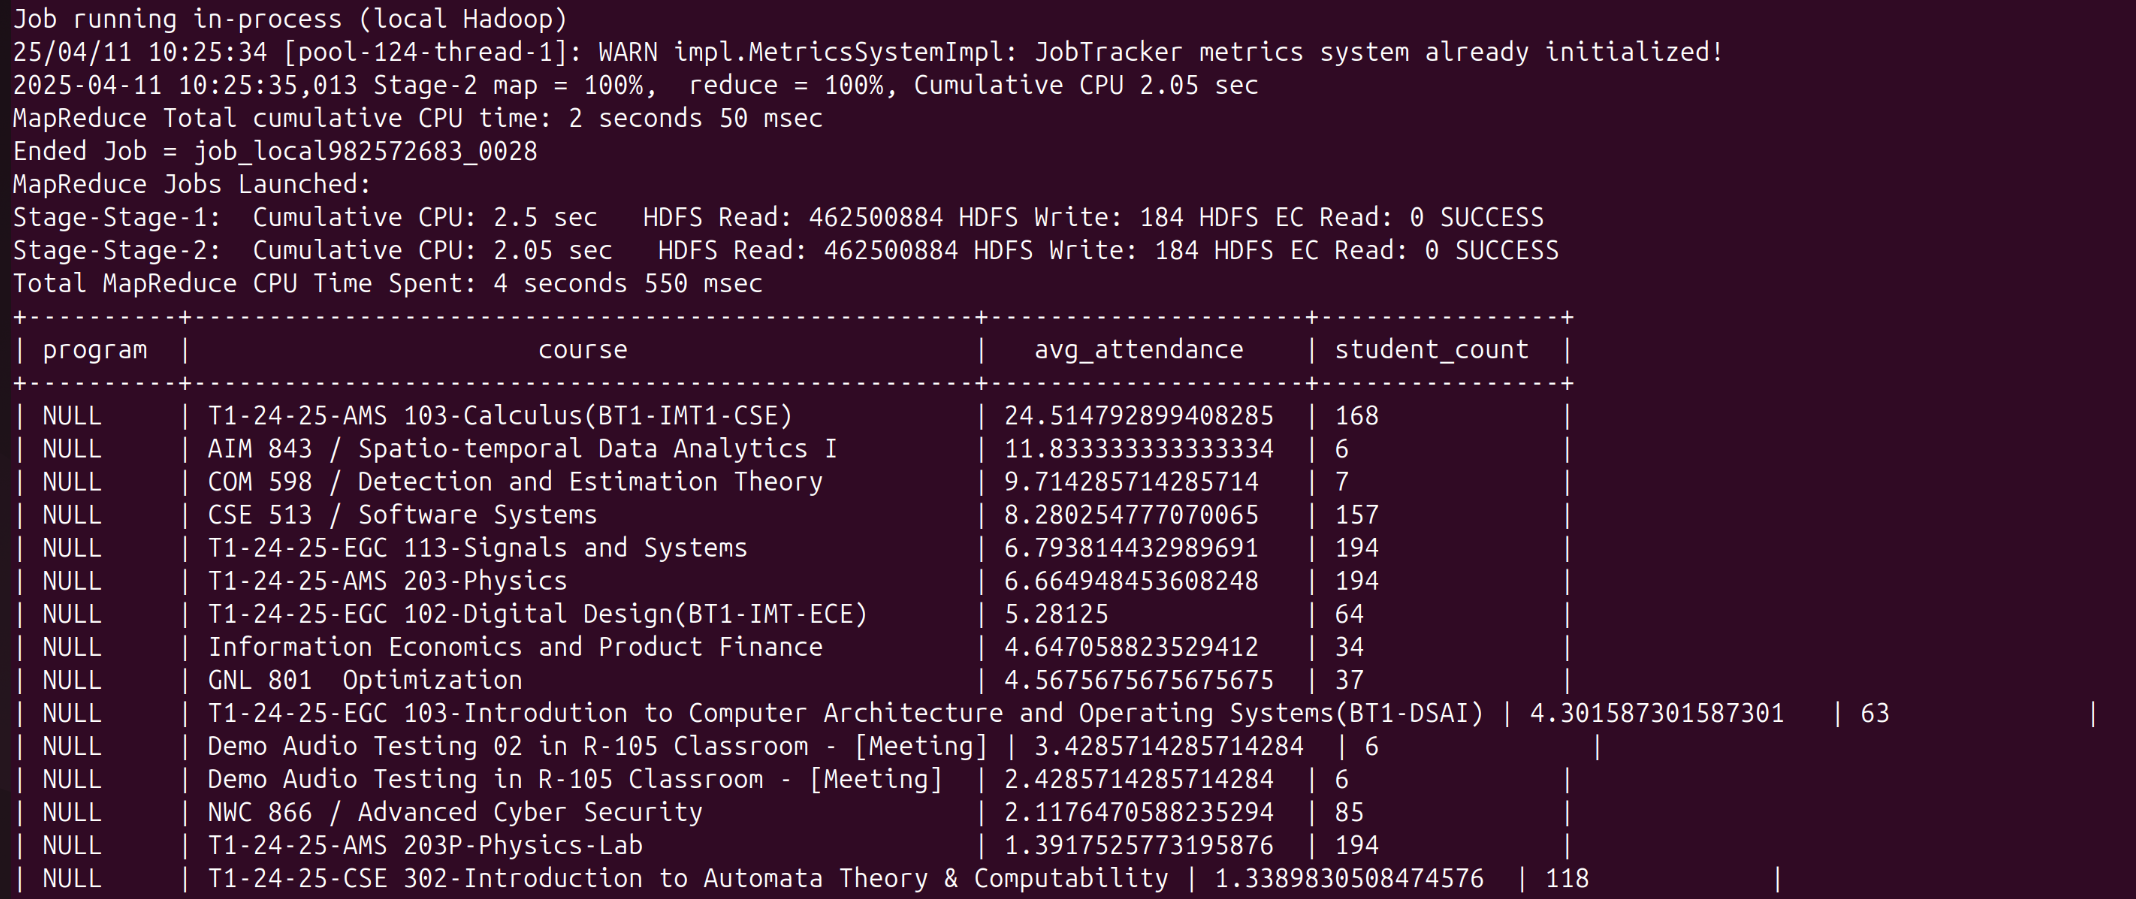 Job running in-process (local Hadoop)
25/04/11 10:25:34 [pool-124-thread-1]: WARN impl.MetricsSystemImpl: JobTracker metrics system already initialized!
2025-04-11 10:25:35,013 Stage-2 map = 100%,  reduce = 100%, Cumulative CPU 2.05 sec
MapReduce Total cumulative CPU time: 2 seconds 50 msec
Ended Job = job_local982572683_0028
MapReduce Jobs Launched:
Stage-Stage-1:  Cumulative CPU: 2.5 sec   HDFS Read: 462500884 HDFS Write: 184 HDFS EC Read: 0 SUCCESS
Stage-Stage-2:  Cumulative CPU: 2.05 sec   HDFS Read: 462500884 HDFS Write: 184 HDFS EC Read: 0 SUCCESS
Total MapReduce CPU Time Spent: 4 seconds 550 msec
+----------+----------------------------------------------------+---------------------+----------------+
| program  |                       course                       |   avg_attendance    | student_count  |
+----------+----------------------------------------------------+---------------------+----------------+
| NULL     | T1-24-25-AMS 103-Calculus(BT1-IMT1-CSE)            | 24.514792899408285  | 168            |
| NULL     | AIM 843 / Spatio-temporal Data Analytics I         | 11.833333333333334  | 6              |
| NULL     | COM 598 / Detection and Estimation Theory          | 9.714285714285714   | 7              |
| NULL     | CSE 513 / Software Systems                         | 8.280254777070065   | 157            |
| NULL     | T1-24-25-EGC 113-Signals and Systems               | 6.793814432989691   | 194            |
| NULL     | T1-24-25-AMS 203-Physics                           | 6.664948453608248   | 194            |
| NULL     | T1-24-25-EGC 102-Digital Design(BT1-IMT-ECE)       | 5.28125             | 64             |
| NULL     | Information Economics and Product Finance          | 4.647058823529412   | 34             |
| NULL     | GNL 801  Optimization                              | 4.5675675675675675  | 37             |
| NULL     | T1-24-25-EGC 103-Introdution to Computer Architecture and Operating Systems(BT1-DSAI) | 4.301587301587301   | 63             |
| NULL     | Demo Audio Testing 02 in R-105 Classroom - [Meeting] | 3.4285714285714284  | 6              |
| NULL     | Demo Audio Testing in R-105 Classroom - [Meeting]  | 2.4285714285714284  | 6              |
| NULL     | NWC 866 / Advanced Cyber Security                  | 2.1176470588235294  | 85             |
| NULL     | T1-24-25-AMS 203P-Physics-Lab                      | 1.3917525773195876  | 194            |
| NULL     | T1-24-25-CSE 302-Introduction to Automata Theory & Computability | 1.3389830508474576  | 118            |